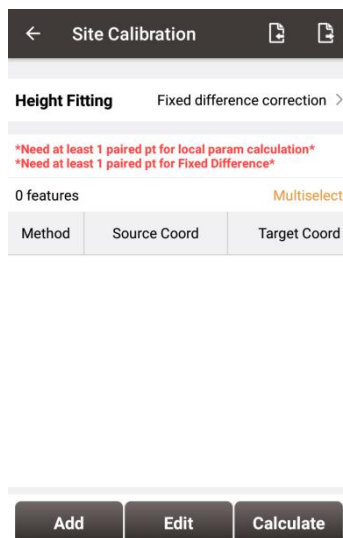 Site Calibration
Height Fitting Fixed difference correction
*Need at least 1 paired pt for local param calculation*
*Need at least 1 paired pt for Fixed Difference*
0 features Multiselect
Method Source Coord Target Coord
Add Edit Calculate